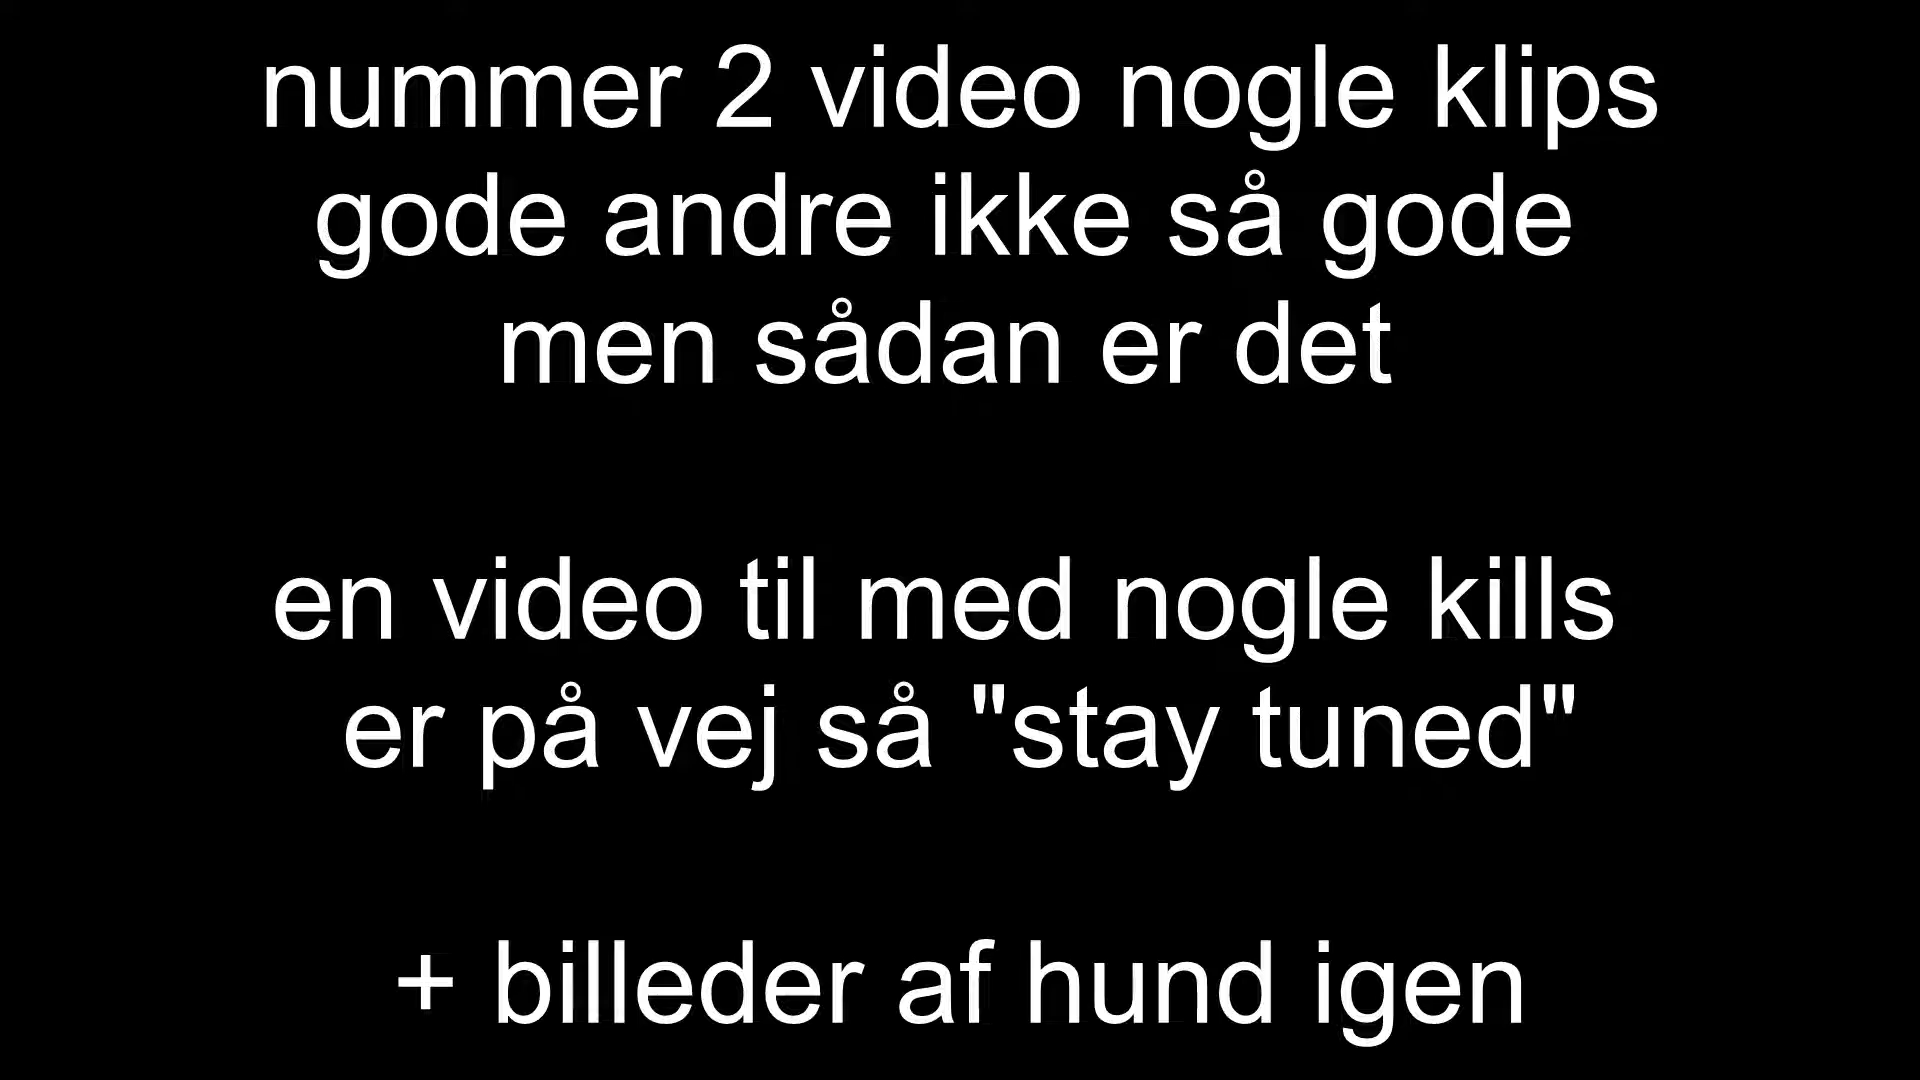 nummer 2 video nogle klips
gode andre ikke så gode
men sådan er det
en video til med nogle kills
er på vej så "stay tuned"
+ billeder af hund igen